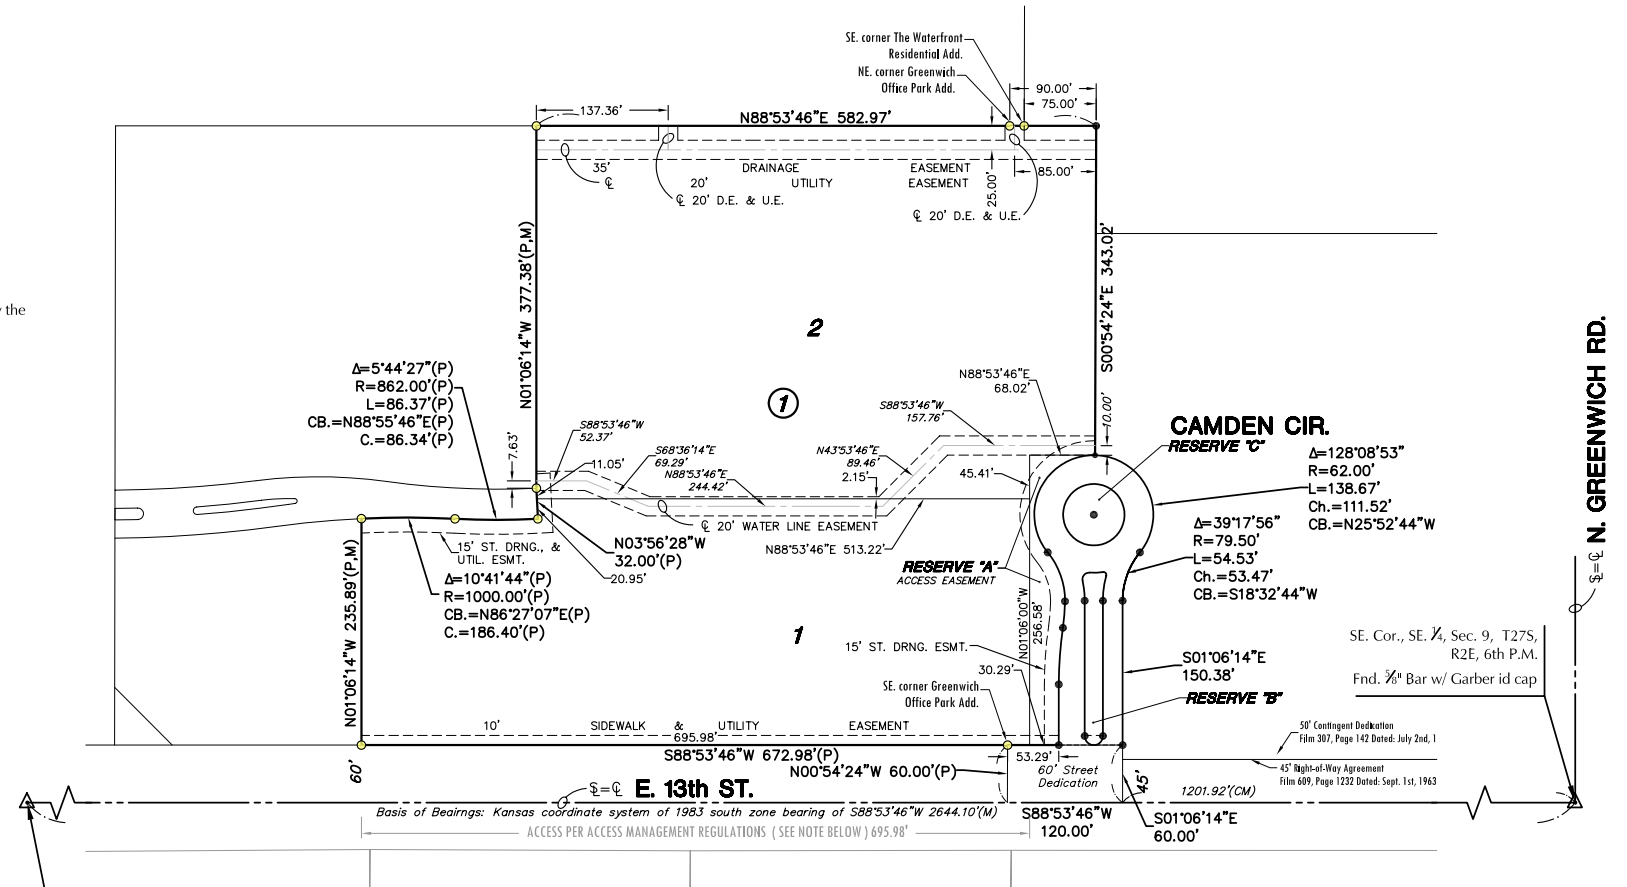 SE. corner The Waterfront
Residential Add.
NE. corner Greenwich
Office Park Add.
90.00'
75.00'
137.36'
N88°53'46"E 582.97'
35'
℄
DRAINAGE EASEMENT
20' UTILITY EASEMENT
℄ 20' D.E. & U.E.
25.00'
85.00'
℄ 20' D.E. & U.E.
N01°06'14"W 377.38'(P,M)
S00°54'24"E 343.02'
y the
2
1
Δ=5°44'27"(P)
R=862.00'(P)
L=86.37'(P)
CB.=N88°55'46"E(P)
C.=86.34'(P)
N88°53'46"E
68.02'
10.00'
S88°53'46"W
157.76'
S88°53'46"W
52.37'
7.63'
11.05'
S68°36'14"E
69.29'
N88°53'46"E
244.42'
N43°53'46"E
89.46'
2.15'
45.41'
CAMDEN CIR.
RESERVE "C"
Δ=128°08'53"
R=62.00'
L=138.67'
Ch.=111.52'
CB.=N25°52'44"W
Δ=39°17'56"
R=79.50'
L=54.53'
Ch.=53.47'
CB.=S18°32'44"W
N. GREENWICH RD.
℄ 20' WATER LINE EASEMENT
N88°53'46"E 513.22'
15' ST. DRNG., &
UTIL. ESMT.
N03°56'28"W
32.00'(P)
20.95'
RESERVE "A"
ACCESS EASEMENT
Δ=10°41'44"(P)
R=1000.00'(P)
CB.=N86°27'07"E(P)
C.=186.40'(P)
N01°06'14"W 235.89'(P,M)
N01°06'00"W
256.58'
1
15' ST. DRNG. ESMT.
30.29'
S01°06'14"E
150.38'
RESERVE "B"
SE. corner Greenwich
Office Park Add.
SE. Cor., SE. 1/4, Sec. 9, T27S,
R2E, 6th P.M.
Fnd. 5/8" Bar w/ Garber id cap
10' SIDEWALK & UTILITY EASEMENT
695.98'
S88°53'46"W 672.98'(P)
60'
N00°54'24"W 60.00'(P)
53.29'
60' Street
Dedication
45'
50' Contingent Dedication
Film 307, Page 142 Dated: July 2nd, 1
45' Right-of-Way Agreement
Film 609, Page 1232 Dated: Sept. 1st, 1963
E. 13th ST.
1201.92'(CM)
Basis of Beairngs: Kansas coordinate system of 1983 south zone bearing of S88°53'46"W 2644.10'(M)
S88°53'46"W
120.00'
S01°06'14"E
60.00'
ACCESS PER ACCESS MANAGEMENT REGULATIONS ( SEE NOTE BELOW ) 695.98'